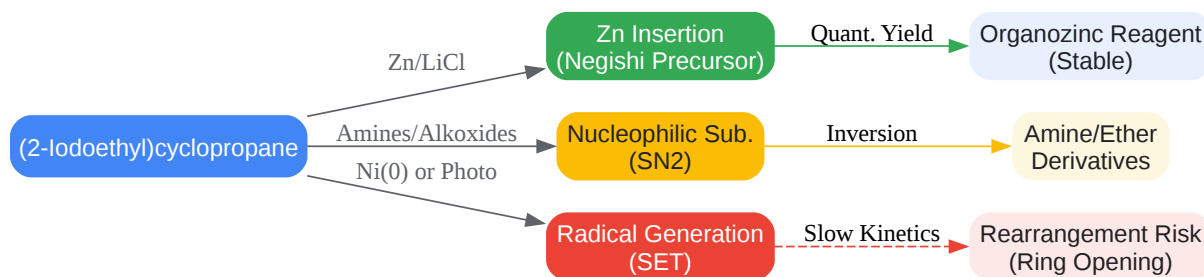 Zn Insertion
(Negishi Precursor)
Quant. Yield
Organozinc Reagent
(Stable)
Zn/LiCl
(2-Iodoethyl)cyclopropane
Amines/Alkoxides
Nucleophilic Sub.
(SN2)
Inversion
Amine/Ether
Derivatives
Ni(0) or Photo
Radical Generation
(SET)
Slow Kinetics
Rearrangement Risk
(Ring Opening)